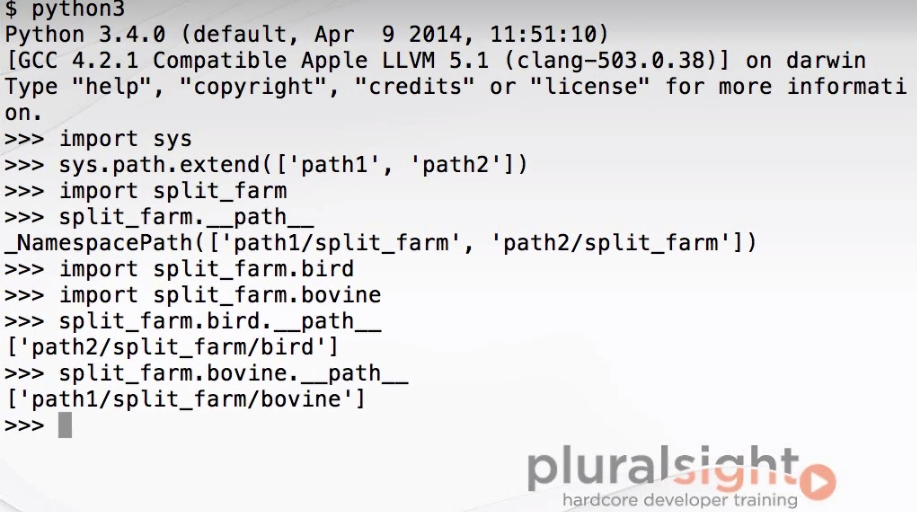 $ python3
Python 3.4.0 (default, Apr  9 2014, 11:51:10)
[GCC 4.2.1 Compatible Apple LLVM 5.1 (clang-503.0.38)] on darwin
Type "help", "copyright", "credits" or "license" for more informati
on.
>>> import sys
>>> sys.path.extend(['path1', 'path2'])
>>> import split_farm
>>> split_farm.__path__
_NamespacePath(['path1/split_farm', 'path2/split_farm'])
>>> import split_farm.bird
>>> import split_farm.bovine
>>> split_farm.bird.__path__
['path2/split_farm/bird']
>>> split_farm.bovine.__path__
['path1/split_farm/bovine']
>>>
pluralsight
hardcore developer training